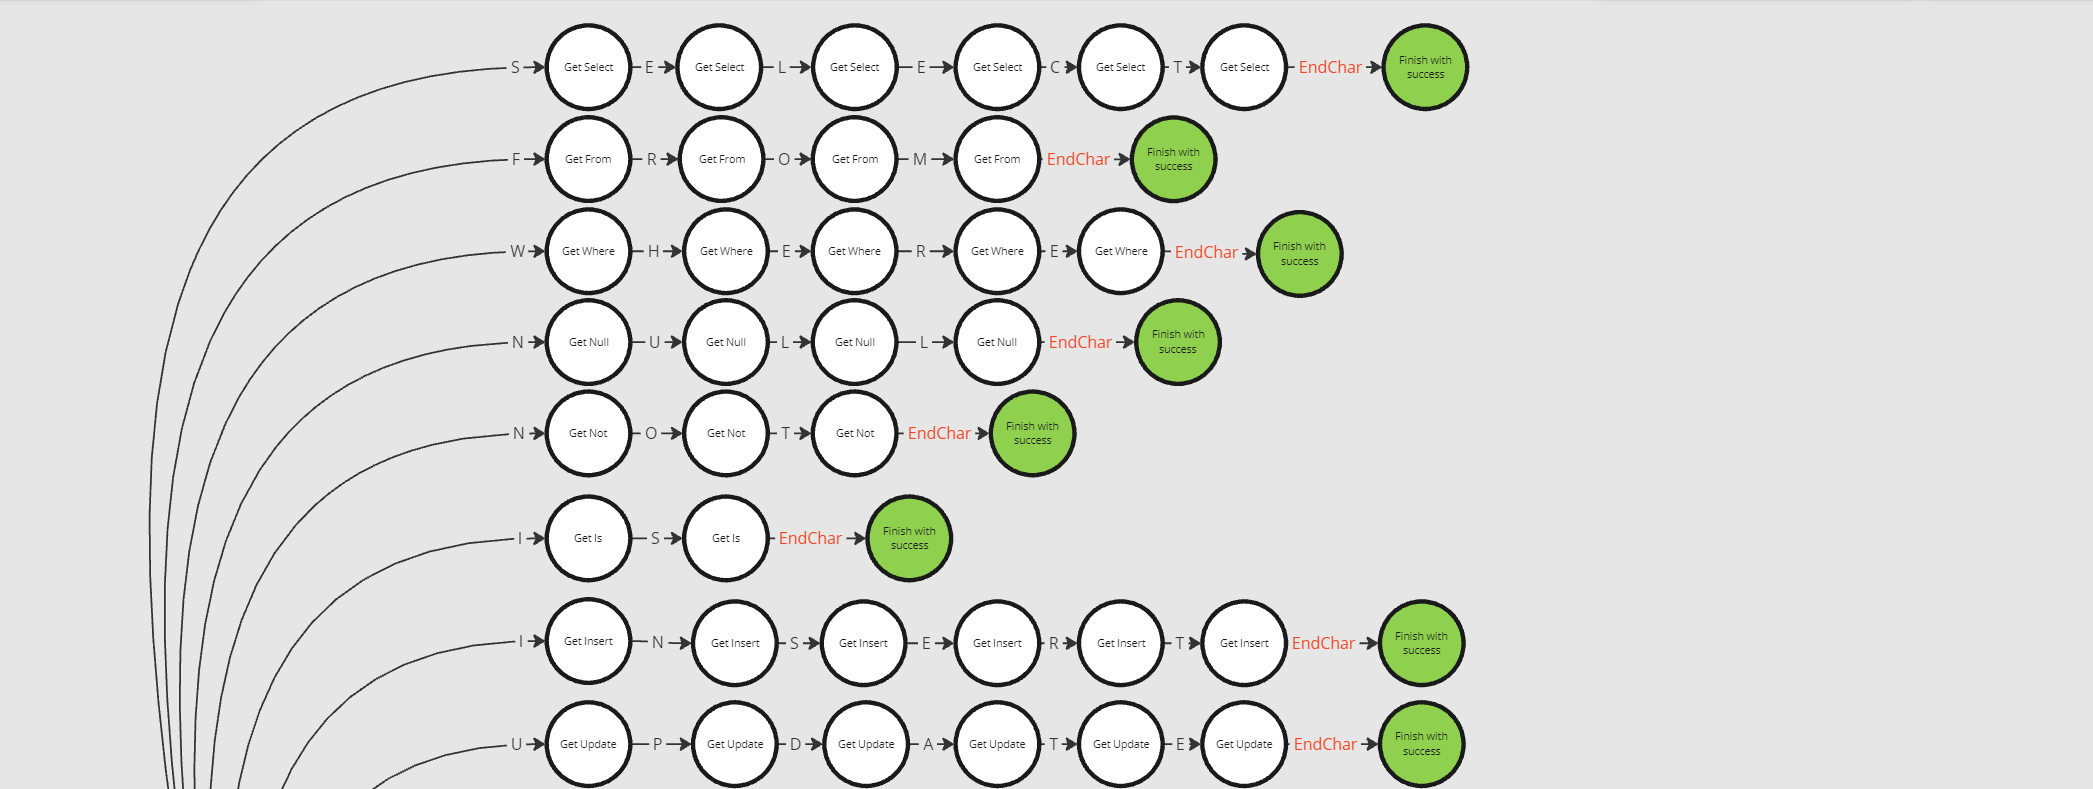 S Get Select E Get Select L Get Select E Get Select C Get Select T Get Select EndChar Finish with
success
F Get From R Get From O Get From M Get From EndChar Finish with
success
W Get Where H Get Where E Get Where R Get Where E Get Where EndChar Finish with
success
N Get Null U Get Null L Get Null L Get Null EndChar Finish with
success
N Get Not O Get Not T Get Not EndChar Finish with
success
I Get Is S Get Is EndChar Finish with
success
I Get Insert N Get Insert S Get Insert E Get Insert R Get Insert T Get Insert EndChar Finish with
success
U Get Update P Get Update D Get Update A Get Update T Get Update E Get Update EndChar Finish with
success